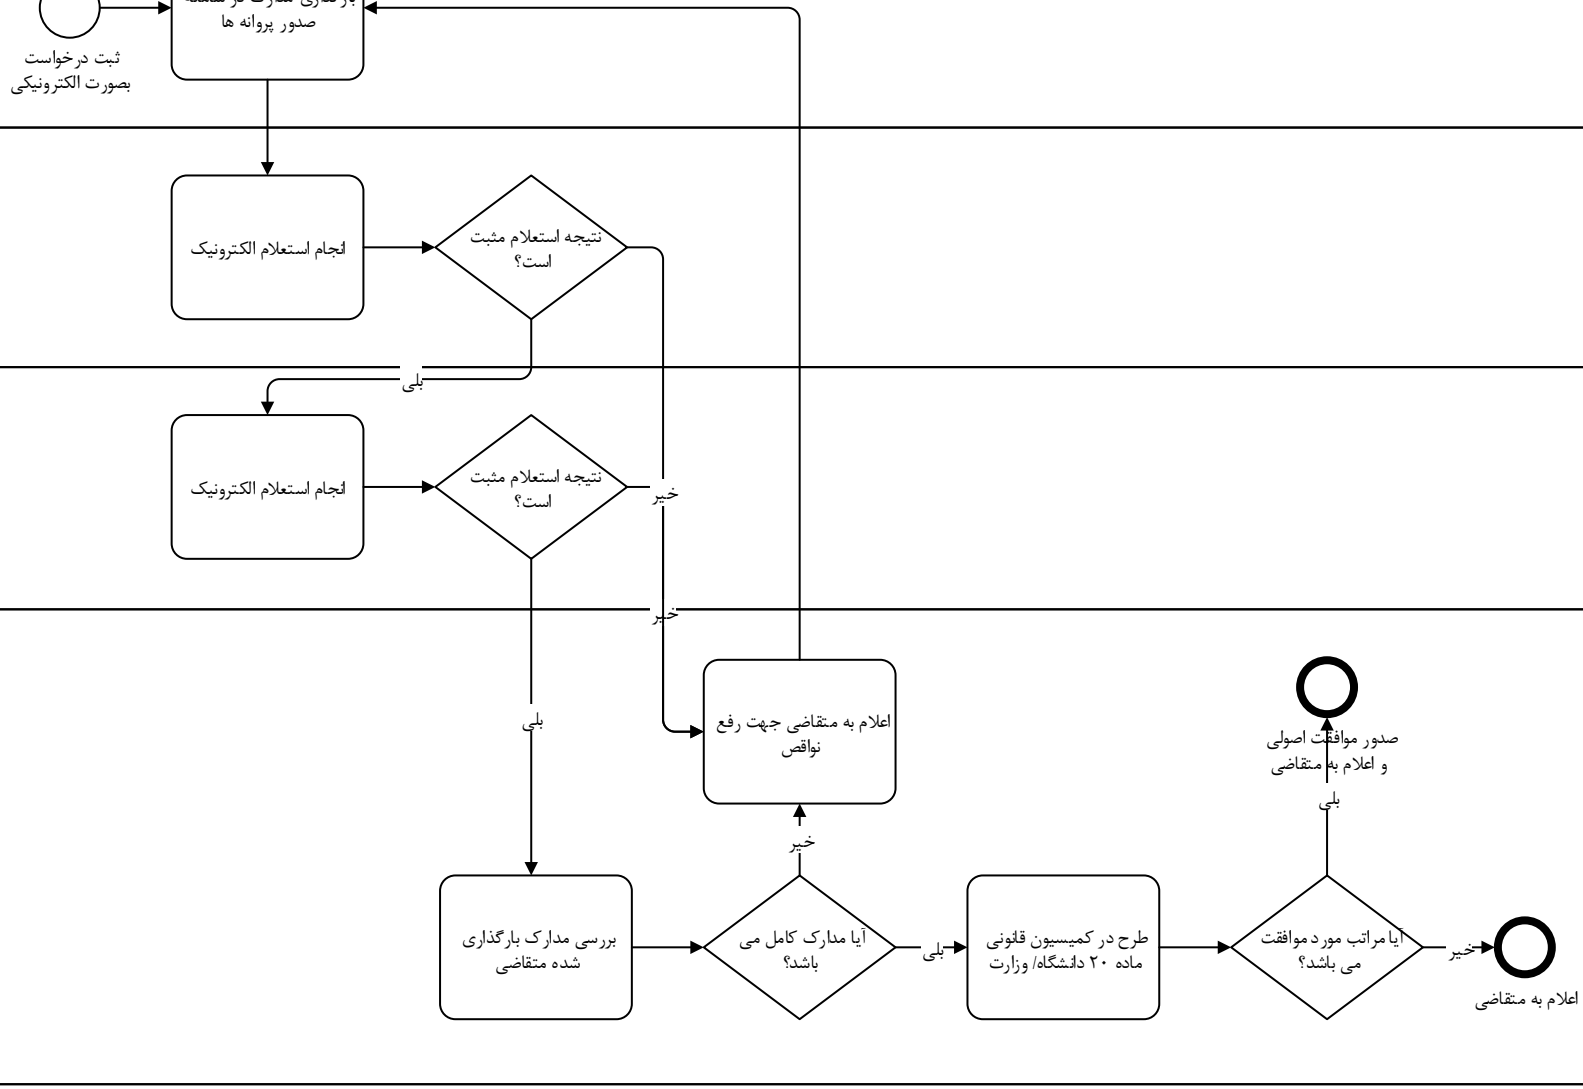 بارگذاری مدارک در سامانه
صدور پروانه ها
ثبت درخواست
بصورت الکترونیکی
انجام استعلام الکترونیک
نتیجه استعلام مثبت
است؟
بلی
انجام استعلام الکترونیک
نتیجه استعلام مثبت
است؟
خیر
خیر
بلی
اعلام به متقاضی جهت رفع
نواقص
صدور موافقت اصولی
و اعلام به متقاضی
بلی
خیر
بررسی مدارک بارگذاری
شده متقاضی
آیا مدارک کامل می
باشد؟
بلی
طرح در کمیسیون قانونی
ماده ۲۰ دانشگاه/ وزارت
آیا مراتب مورد موافقت
می باشد؟
خیر
اعلام به متقاضی